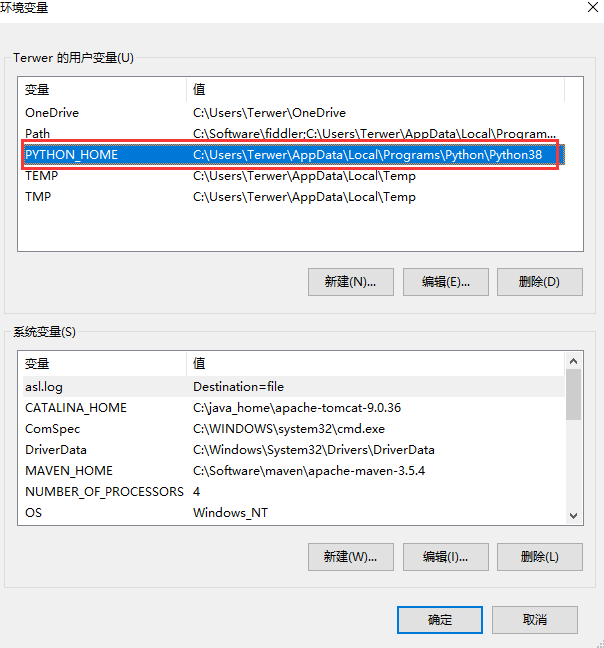 环境变量
Terwer 的用户变量(U)
变量 值
OneDrive C:\Users\Terwer\OneDrive
Path C:\Software\fiddler;C:\Users\Terwer\AppData\Local\Program...
PYTHON_HOME C:\Users\Terwer\AppData\Local\Programs\Python\Python38
TEMP C:\Users\Terwer\AppData\Local\Temp
TMP C:\Users\Terwer\AppData\Local\Temp
新建(N)... 编辑(E)... 删除(D)
系统变量(S)
变量 值
asl.log Destination=file
CATALINA_HOME C:\java_home\apache-tomcat-9.0.36
ComSpec C:\WINDOWS\system32\cmd.exe
DriverData C:\Windows\System32\Drivers\DriverData
MAVEN_HOME C:\Software\maven\apache-maven-3.5.4
NUMBER_OF_PROCESSORS 4
OS Windows_NT
新建(W)... 编辑(I)... 删除(L)
确定 取消